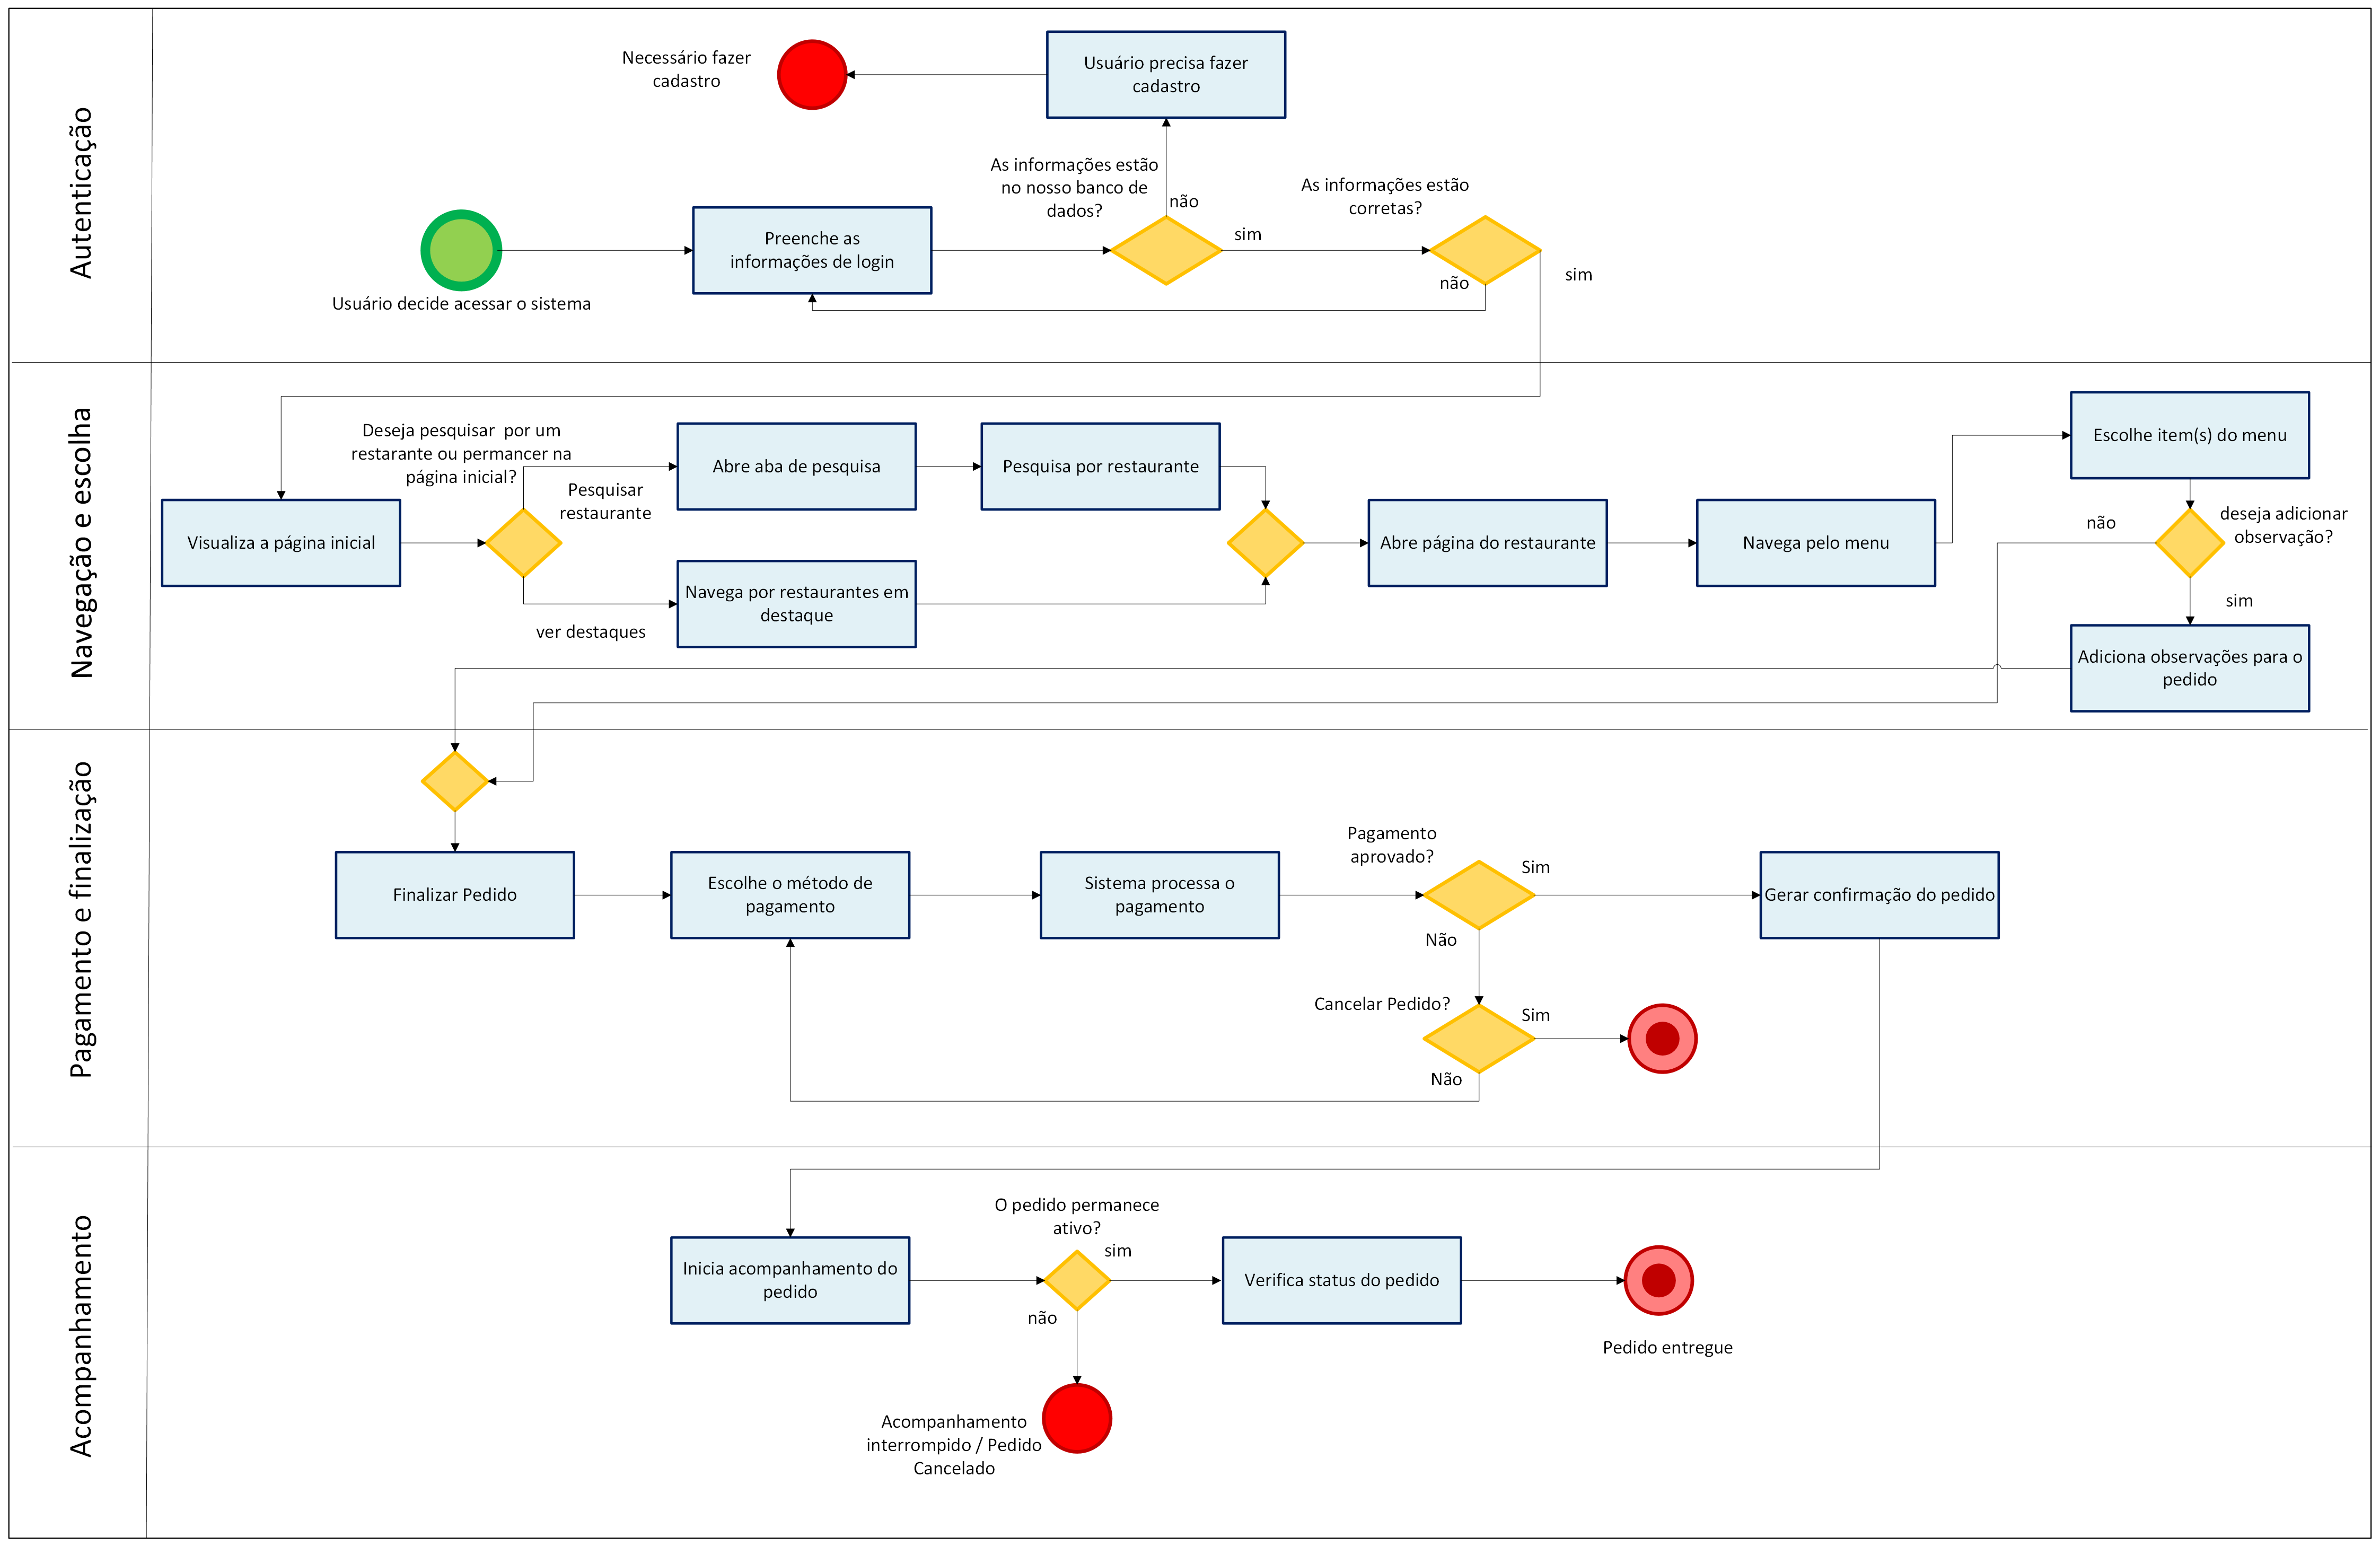 Autenticação
Necessário fazer
cadastro
Usuário precisa fazer
cadastro
As informações estão
no nosso banco de
dados?
não
sim
As informações estão
corretas?
não
sim
Preenche as
informações de login
Usuário decide acessar o sistema
Navegação e escolha
Visualiza a página inicial
Deseja pesquisar  por um
restarante ou permancer na
página inicial?
Pesquisar
restaurante
ver destaques
Abre aba de pesquisa
Pesquisa por restaurante
Navega por restaurantes em
destaque
Abre página do restaurante
Navega pelo menu
Escolhe item(s) do menu
deseja adicionar
observação?
não
sim
Adiciona observações para o
pedido
Pagamento e finalização
Finalizar Pedido
Escolhe o método de
pagamento
Sistema processa o
pagamento
Pagamento
aprovado?
Sim
Não
Gerar confirmação do pedido
Cancelar Pedido?
Sim
Não
Acompanhamento
Inicia acompanhamento do
pedido
O pedido permanece
ativo?
sim
não
Verifica status do pedido
Pedido entregue
Acompanhamento
interrompido / Pedido
Cancelado